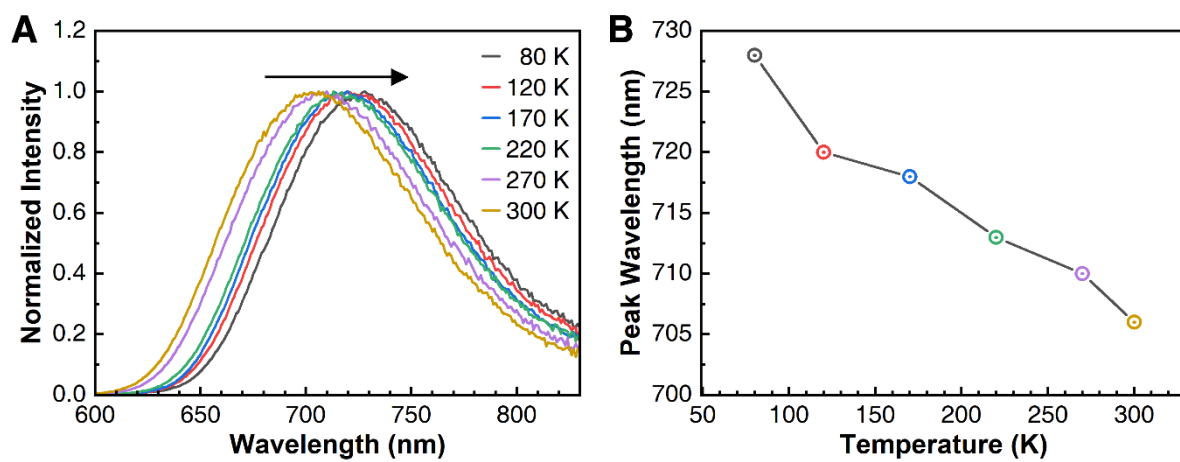 A
B
1.2
1.0
0.8
0.6
0.4
0.2
0.0
Normalized Intensity
80 K
120 K
170 K
220 K
270 K
300 K
600
650
700
750
800
Wavelength (nm)
730
725
720
715
710
705
700
Peak Wavelength (nm)
50
100
150
200
250
300
Temperature (K)